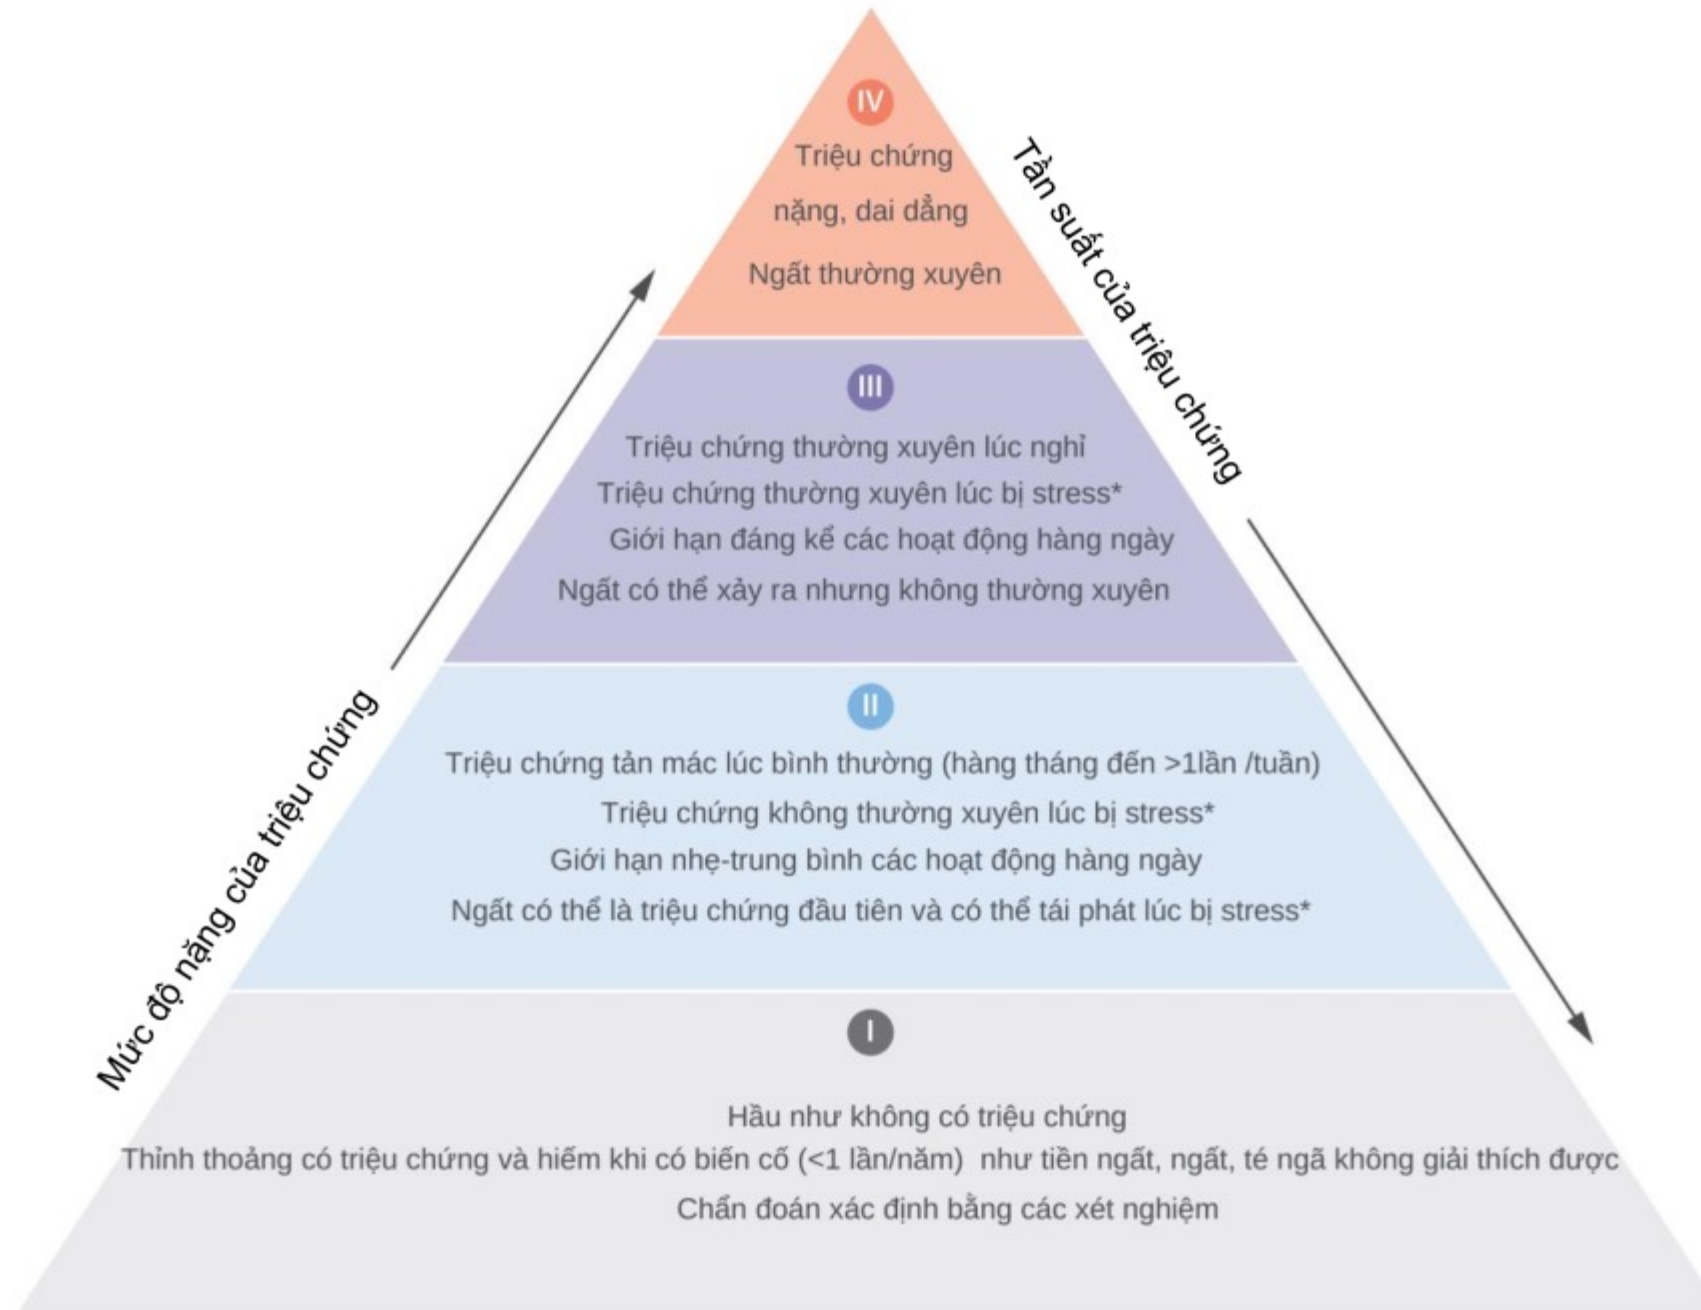 IV
Triệu chứng
nặng, dai dẳng
Ngất thường xuyên
Tần suất của triệu chứng
III
Triệu chứng thường xuyên lúc nghỉ
Triệu chứng thường xuyên lúc bị stress*
Giới hạn đáng kể các hoạt động hàng ngày
Ngất có thể xảy ra nhưng không thường xuyên
Mức độ nặng của triệu chứng
II
Triệu chứng tản mác lúc bình thường (hàng tháng đến >1lần /tuần)
Triệu chứng không thường xuyên lúc bị stress*
Giới hạn nhẹ-trung bình các hoạt động hàng ngày
Ngất có thể là triệu chứng đầu tiên và có thể tái phát lúc bị stress*
I
Hầu như không có triệu chứng
Thỉnh thoảng có triệu chứng và hiếm khi có biến cố (<1 lần/năm) như tiền ngất, ngất, té ngã không giải thích được
Chẩn đoán xác định bằng các xét nghiệm